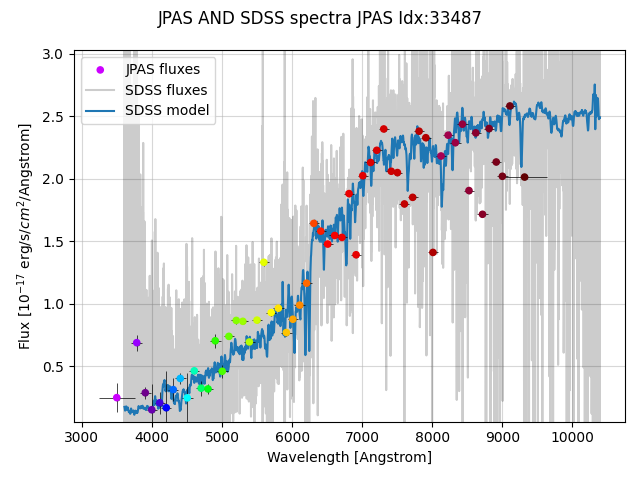 JPAS AND SDSS spectra JPAS Idx:33487
JPAS fluxes
SDSS fluxes
SDSS model
Flux [10⁻¹⁷ erg/s/cm²/Angstrom]
3.0
2.5
2.0
1.5
1.0
0.5
3000 4000 5000 6000 7000 8000 9000 10000
Wavelength [Angstrom]